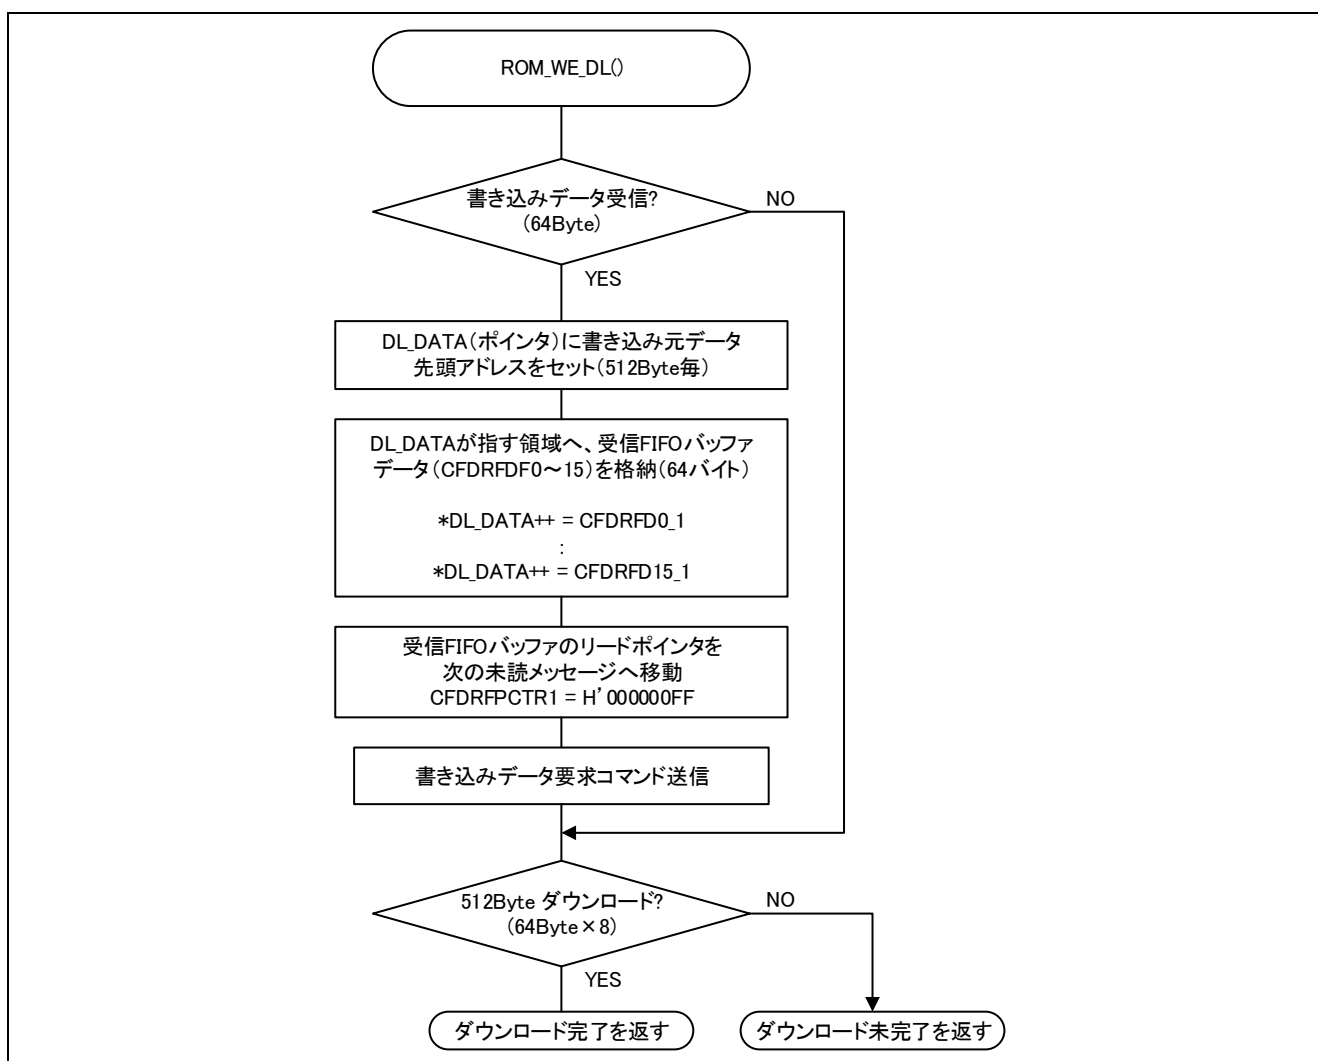 ROM_WE_DL()
書き込みデータ受信?
(64Byte)
NO
YES
DL_DATA(ポインタ)に書き込み元データ
先頭アドレスをセット(512Byte毎)
DL_DATAが指す領域へ、受信FIFOバッファ
データ(CFDRFDF0～15)を格納(64バイト)
*DL_DATA++ = CFDRFD0_1
:
*DL_DATA++ = CFDRFD15_1
受信FIFOバッファのリードポインタを
次の未読メッセージへ移動
CFDRFPCTR1 = H’000000FF
書き込みデータ要求コマンド送信
512Byte ダウンロード?
(64Byte×8)
NO
YES
ダウンロード完了を返す
ダウンロード未完了を返す